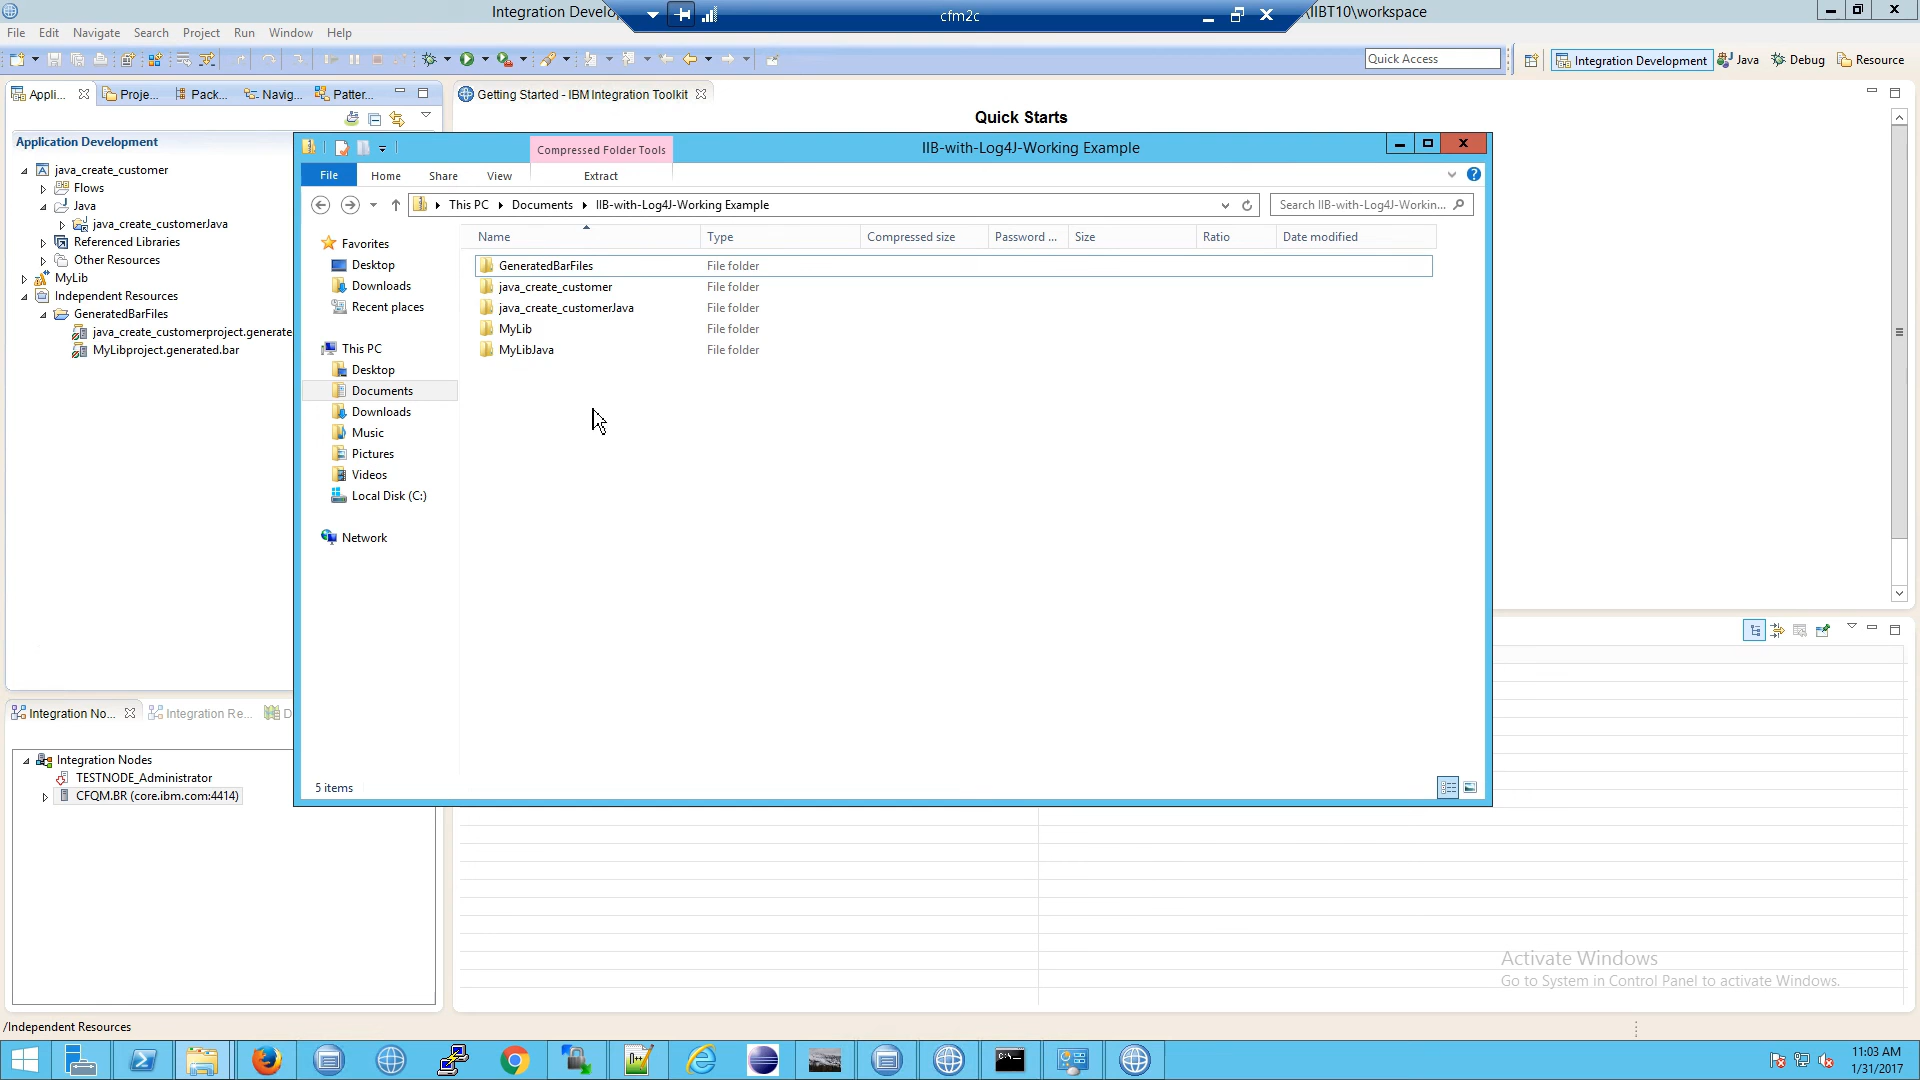 Integration Develo
cfm2c
\IIBT10\workspace
File Edit Navigate Search Project Run Window Help
Quick Access
Integration Development Java Debug Resource
Appli... Proje... Pack... Navig... Patter...
Getting Started - IBM Integration Toolkit
Quick Starts
Application Development
java_create_customer
Flows
Java
java_create_customerJava
Referenced Libraries
Other Resources
MyLib
Independent Resources
GeneratedBarFiles
java_create_customerproject.generate
MyLibproject.generated.bar
Compressed Folder Tools
IIB-with-Log4J-Working Example
File Home Share View Extract
This PC Documents IIB-with-Log4J-Working Example
Search IIB-with-Log4J-Workin...
Name Type Compressed size Password ... Size Ratio Date modified
GeneratedBarFiles File folder
java_create_customer File folder
java_create_customerJava File folder
MyLib File folder
MyLibJava File folder
Favorites
Desktop
Downloads
Recent places
This PC
Desktop
Documents
Downloads
Music
Pictures
Videos
Local Disk (C:)
Network
5 items
Integration No... Integration Re... D
Integration Nodes
TESTNODE_Administrator
CFQM.BR (core.ibm.com:4414)
Activate Windows
Go to System in Control Panel to activate Windows.
/Independent Resources
11:03 AM
1/31/2017